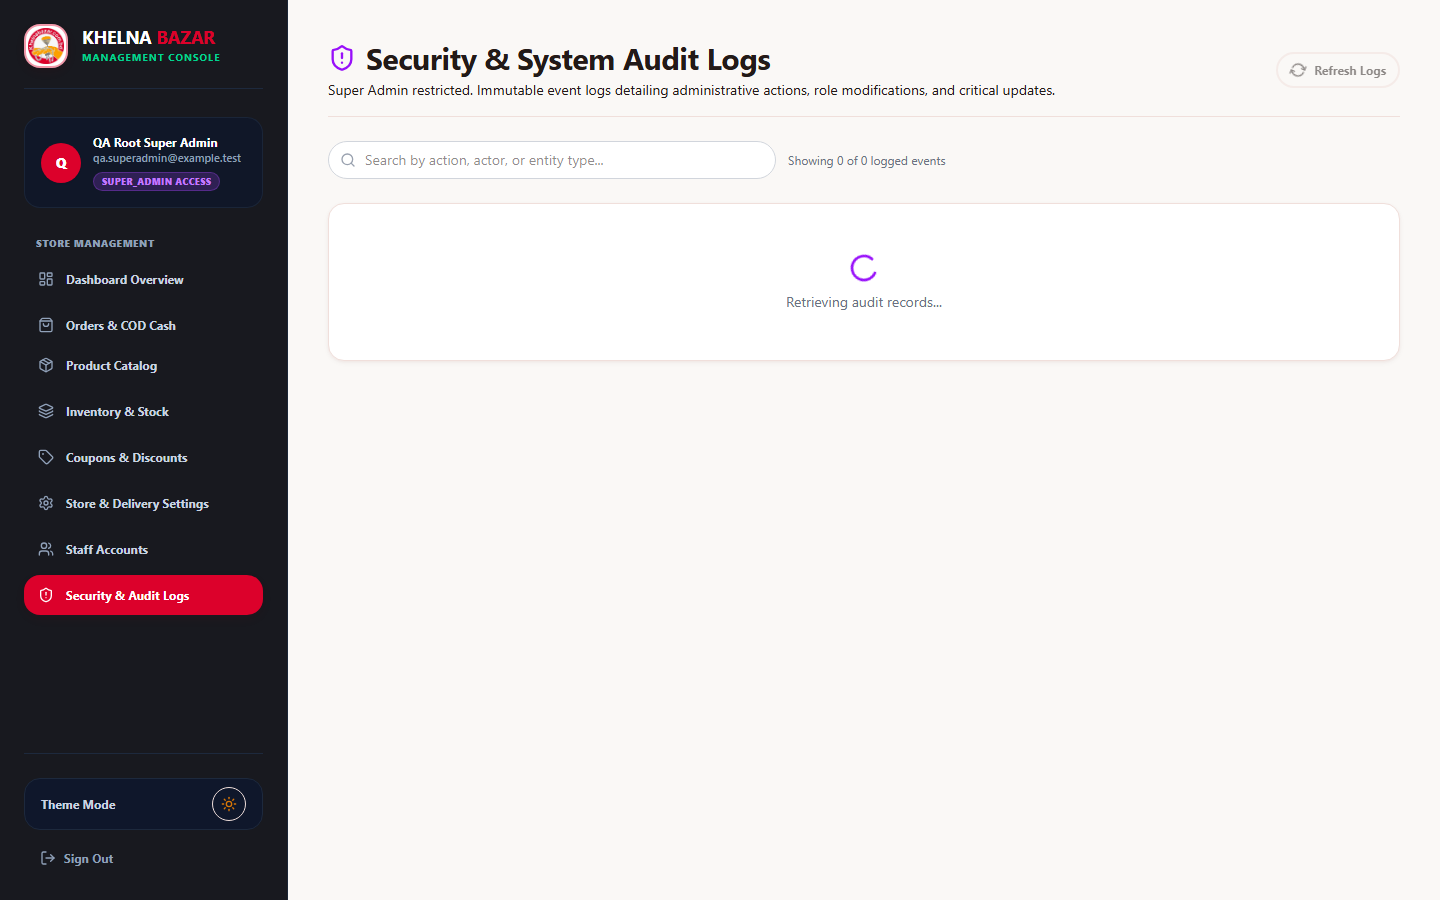 KHELNA BAZAR
MANAGEMENT CONSOLE
Q
QA Root Super Admin
qa.superadmin@example.test
SUPER_ADMIN ACCESS
STORE MANAGEMENT
Dashboard Overview
Orders & COD Cash
Product Catalog
Inventory & Stock
Coupons & Discounts
Store & Delivery Settings
Staff Accounts
Security & Audit Logs
Theme Mode
Sign Out
Security & System Audit Logs
Super Admin restricted. Immutable event logs detailing administrative actions, role modifications, and critical updates.
Refresh Logs
Search by action, actor, or entity type...
Showing 0 of 0 logged events
Retrieving audit records...